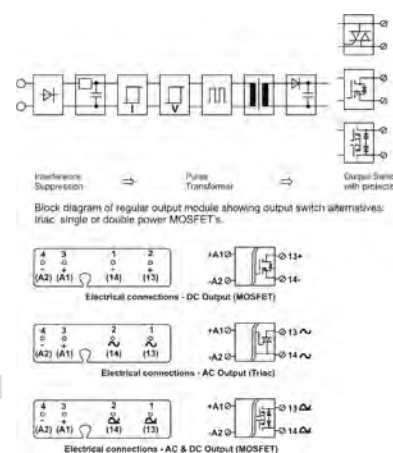 I
V
Interference Pulse Output Switch
Suppression ⇨ Transformer ⇨ with protection
Block diagram of regular output module showing output switch alternatives:
triac single or double power MOSFET's.
4 3 1 2 +A1 13+
- + - +
(A2) (A1) (14) (13) -A2 14-
Electrical connections - DC Output (MOSFET)
4 3 2 1 +A1 13
- +
(A2) (A1) (14) (13) -A2 14
Electrical connections - AC Output (Triac)
4 3 2 1 +A1 13
- +
(A2) (A1) (14) (13) -A2 14
Electrical connections - AC & DC Output (MOSFET)